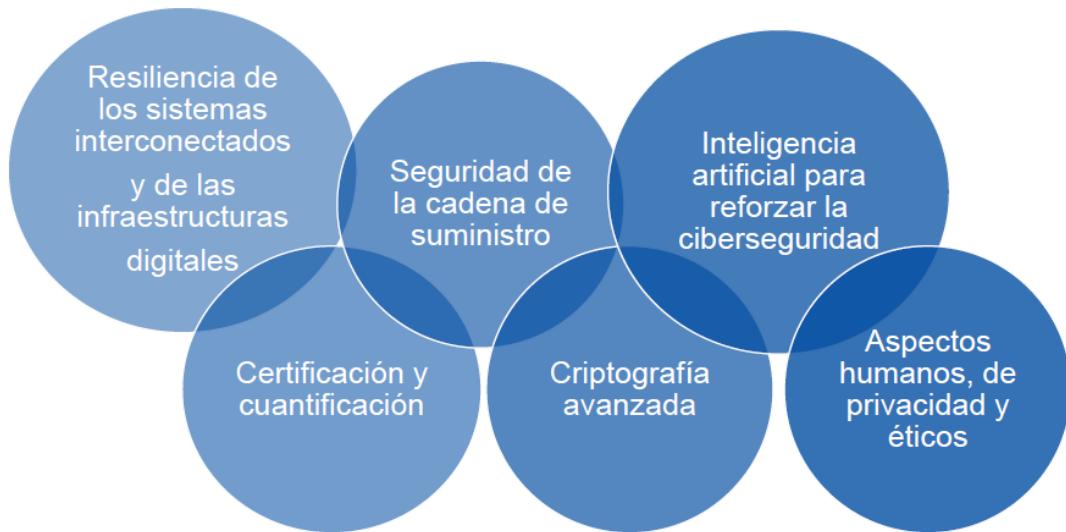 Resiliencia de
los sistemas
interconectados
y de las
infraestructuras
digitales
Certificación y
cuantificación
Seguridad de
la cadena de
suministro
Criptografía
avanzada
Inteligencia
artificial para
reforzar la
ciberseguridad
Aspectos
humanos, de
privacidad y
éticos